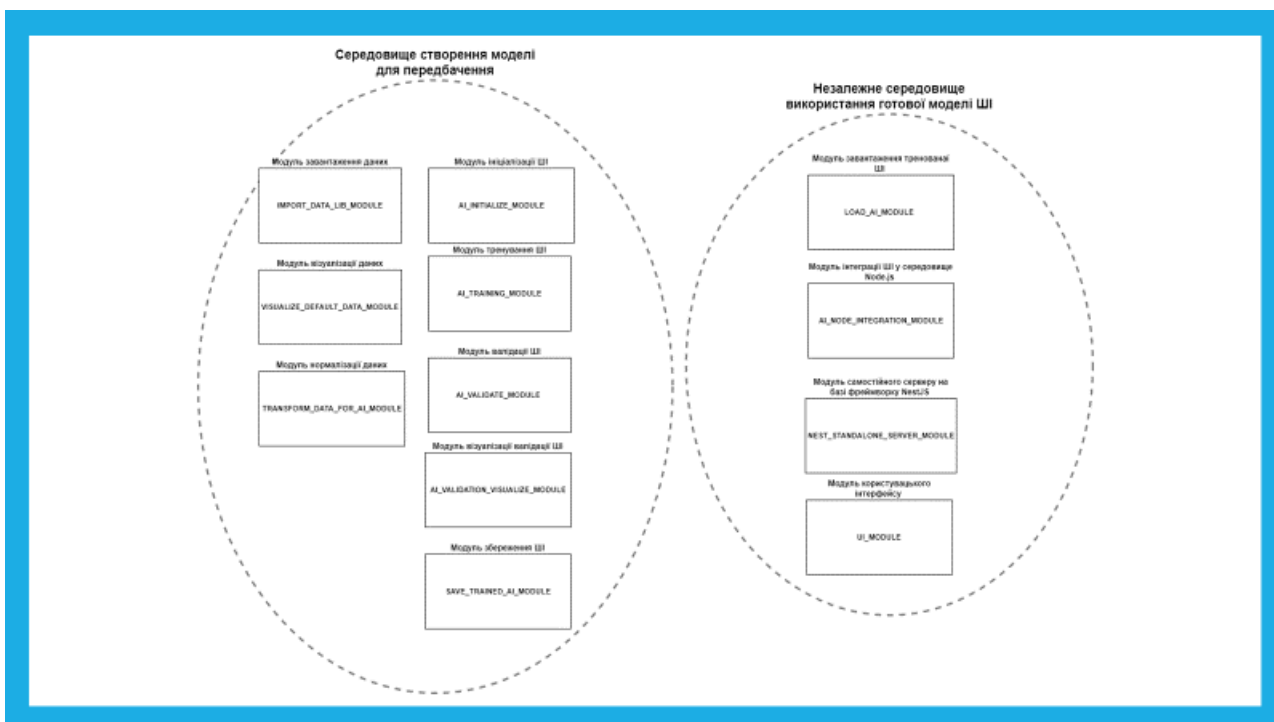 Середовище створення моделі
для передбачення
Модуль завантаження даних
IMPORT_DATA_LIB_MODULE
Модуль візуалізації даних
VISUALIZE_DEFAULT_DATA_MODULE
Модуль нормалізації даних
TRANSFORM_DATA_FOR_AI_MODULE
Модуль ініціалізації ШІ
AI_INITIALIZE_MODULE
Модуль тренування ШІ
AI_TRAINING_MODULE
Модуль валідації ШІ
AI_VALIDATE_MODULE
Модуль візуалізації валідації ШІ
AI_VALIDATION_VISUALIZE_MODULE
Модуль збереження ШІ
SAVE_TRAINED_AI_MODULE
Незалежне середовище
використання готової моделі ШІ
Модуль завантаження тренованаї
ШІ
LOAD_AI_MODULE
Модуль інтеграції ШІ у середовище
Node.js
AI_NODE_INTEGRATION_MODULE
Модуль самостійного серверу на
базі фреймворку NestJS
NEST_STANDALONE_SERVER_MODULE
Модуль користувацького
інтерфейсу
UI_MODULE